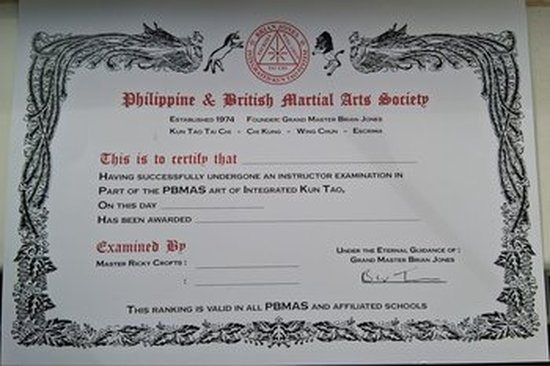 BRIAN JONES
Philippine & British Martial Arts Society
ESTABLISHED 1974 FOUNDER: GRAND MASTER BRIAN JONES
KUN TAO TAI CHI - CHI KUNG - WING CHUN - ESCRIMA
This is to certify that
HAVING SUCCESSFULLY UNDERGONE AN INSTRUCTOR EXAMINATION IN
PART OF THE PBMAS ART OF INTEGRATED KUN TAO,
ON THIS DAY
HAS BEEN AWARDED
Examined By
UNDER THE ETERNAL GUIDANCE OF :
MASTER RICKY CROFTS :
GRAND MASTER BRIAN JONES
:
THIS RANKING IS VALID IN ALL PBMAS AND AFFILIATED SCHOOLS